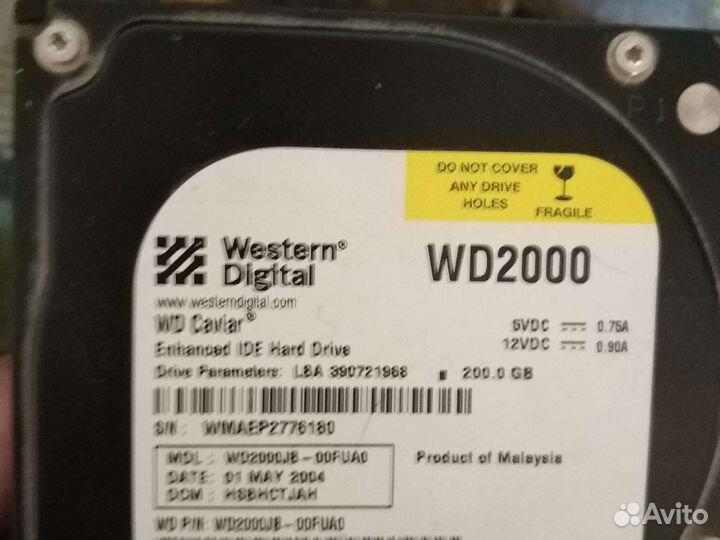 P1
DO NOT COVER
ANY DRIVE
HOLES
FRAGILE
Western®
Digital
WD2000
www.westerndigital.com
WD Caviar®
Enhanced IDE Hard Drive
5VDC 0.75A
12VDC 0.90A
Drive Parameters: LBA 390721968 ■ 200.0 GB
S/N: WMAEP2776180
MDL: WD2000JB-00FUA0
Product of Malaysia
DATE: 01 MAY 2004
DCM: HSBHCTJAH
WD P/N: WD2000JB-00FUA0
Avito